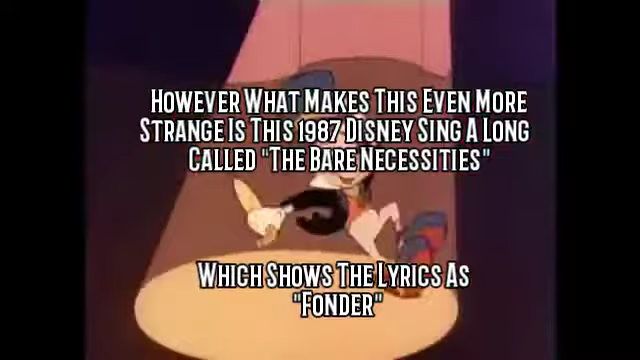 However What Makes This Even More
Strange Is This 1987 Disney Sing A Long
Called "The Bare Necessities"
Which Shows The Lyrics As
"Fonder"